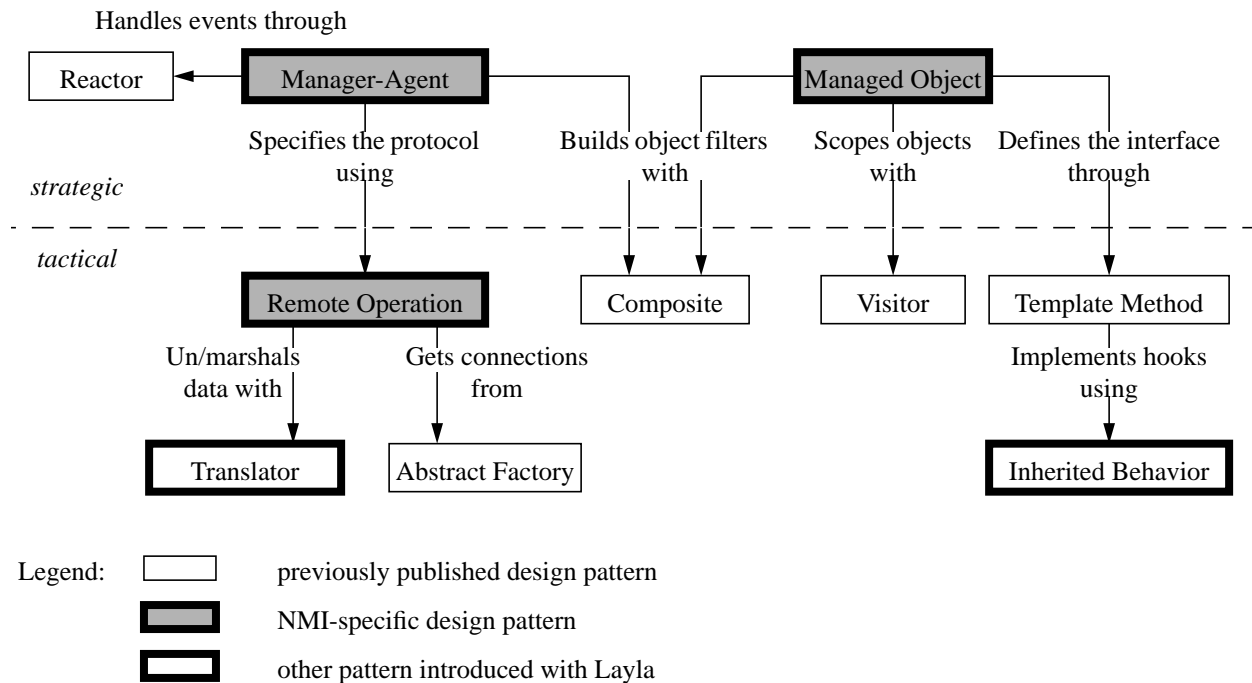 Handles events through
Reactor
Manager-Agent
Managed Object
Specifies the protocol
using
Builds object filters
with
Scopes objects
with
Defines the interface
through
strategic
tactical
Remote Operation
Composite
Visitor
Template Method
Un/marshals
data with
Gets connections
from
Implements hooks
using
Translator
Abstract Factory
Inherited Behavior
Legend:
previously published design pattern
NMI-specific design pattern
other pattern introduced with Layla